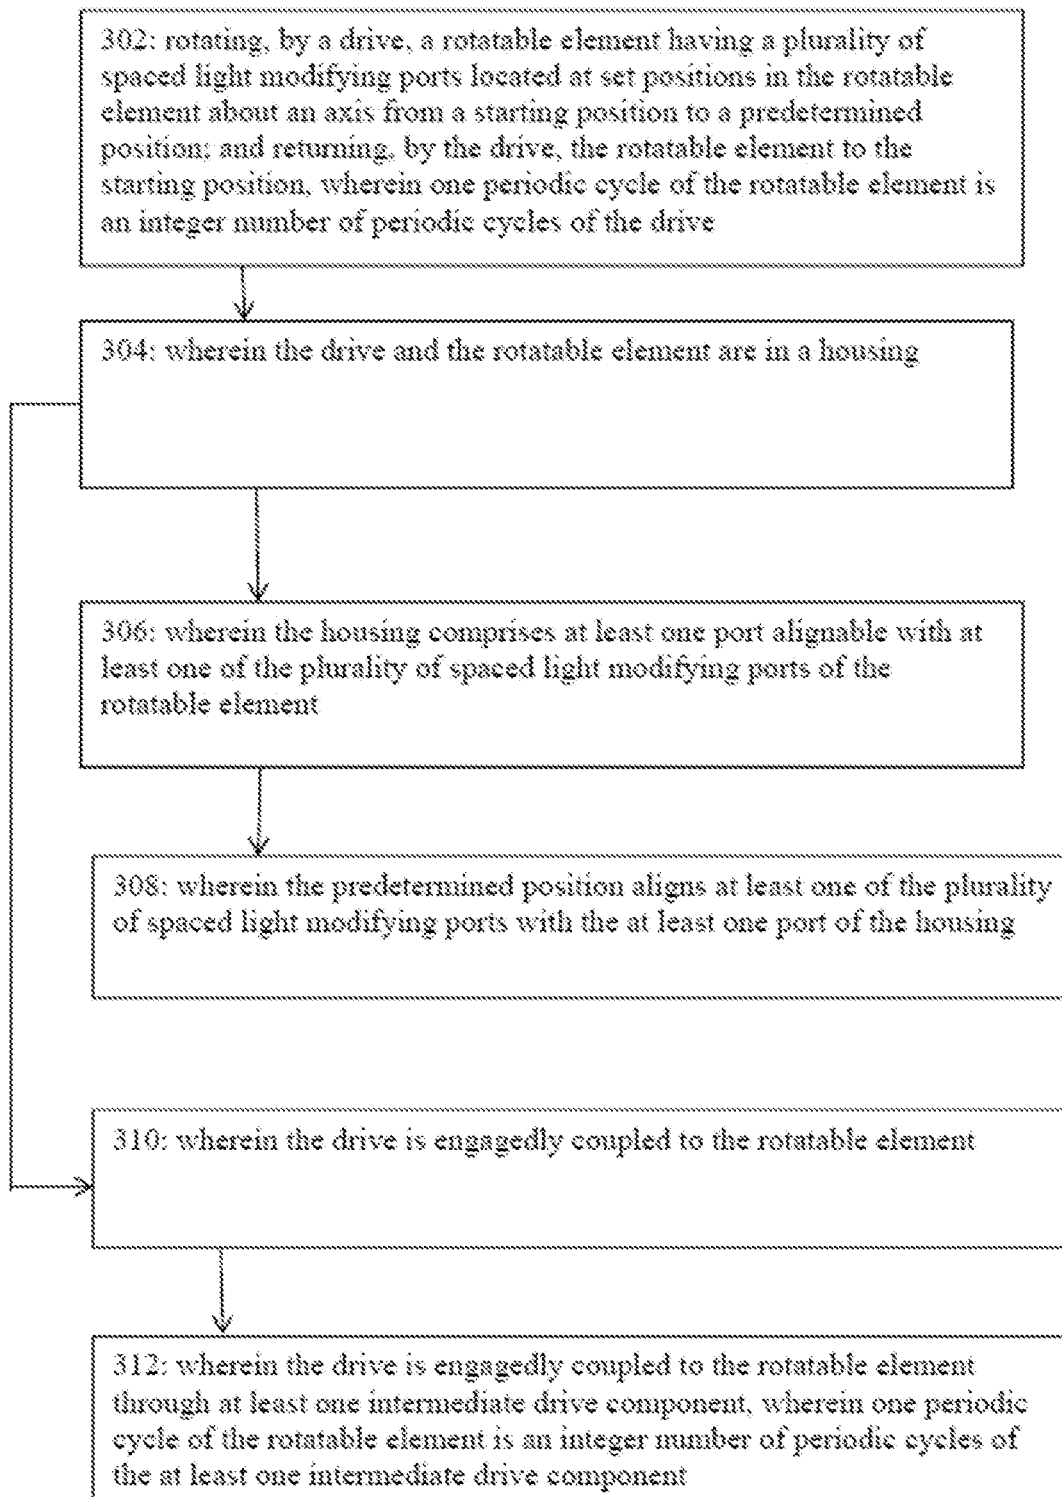 302: rotating, by a drive, a rotatable element having a plurality of
spaced light modifying ports located at set positions in the rotatable
element about an axis from a starting position to a predetermined
position; and returning, by the drive, the rotatable element to the
starting position, wherein one periodic cycle of the rotatable element is
an integer number of periodic cycles of the drive
304: wherein the drive and the rotatable element are in a housing
306: wherein the housing comprises at least one port alignable with at
least one of the plurality of spaced light modifying ports of the
rotatable element
308: wherein the predetermined position aligns at least one of the plurality
of spaced light modifying ports with the at least one port of the housing
310: wherein the drive is engagedly coupled to the rotatable element
312: wherein the drive is engagedly coupled to the rotatable element
through at least one intermediate drive component, wherein one periodic
cycle of the rotatable element is an integer number of periodic cycles of
the at least one intermediate drive component